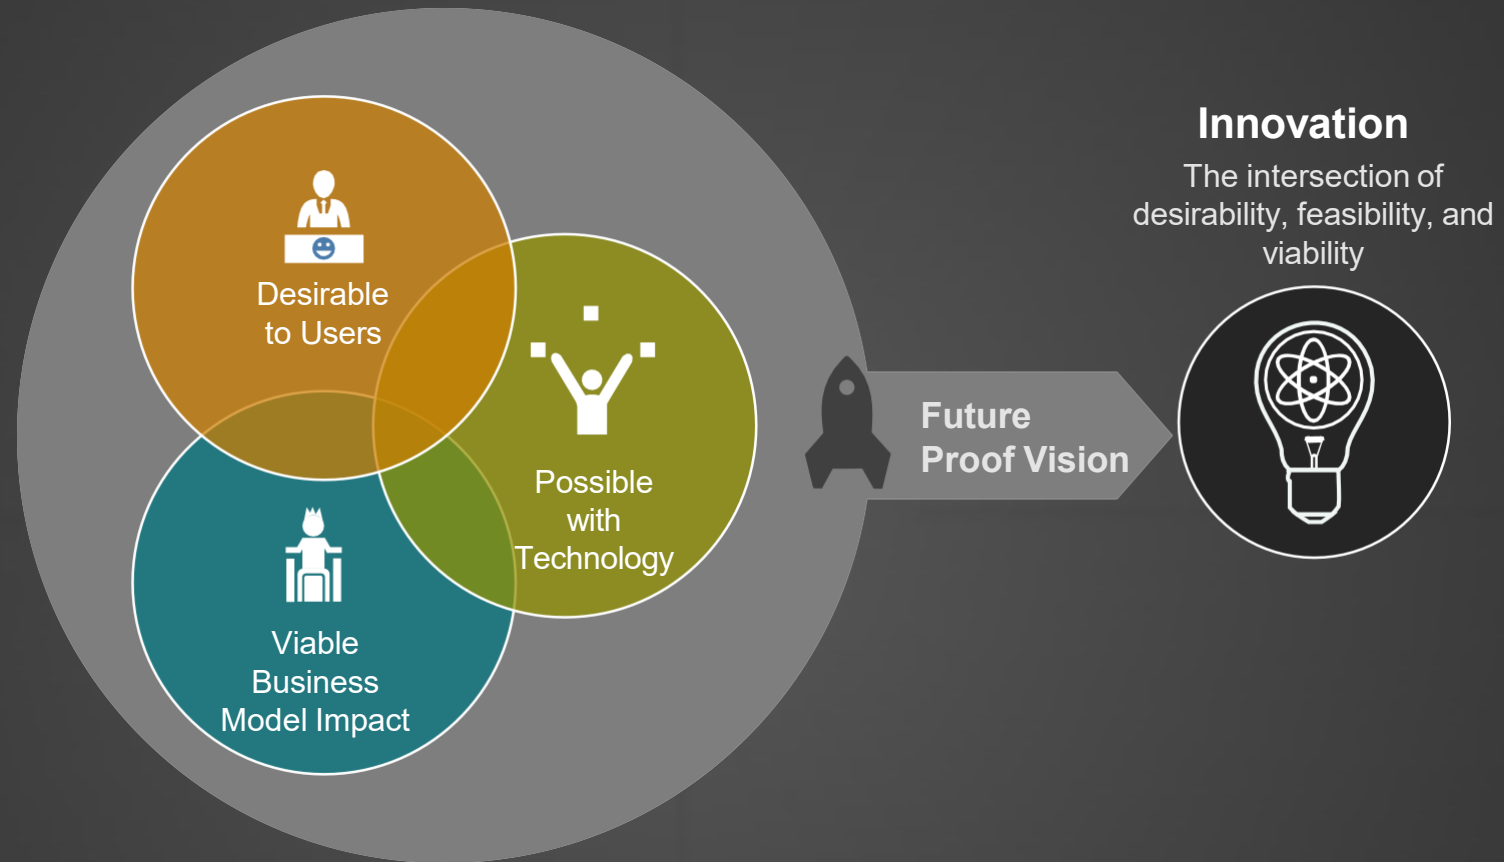 Desirable
to Users
Possible
with
Technology
Viable
Business
Model Impact
Future
Proof Vision
Innovation
The intersection of
desirability, feasibility, and
viability